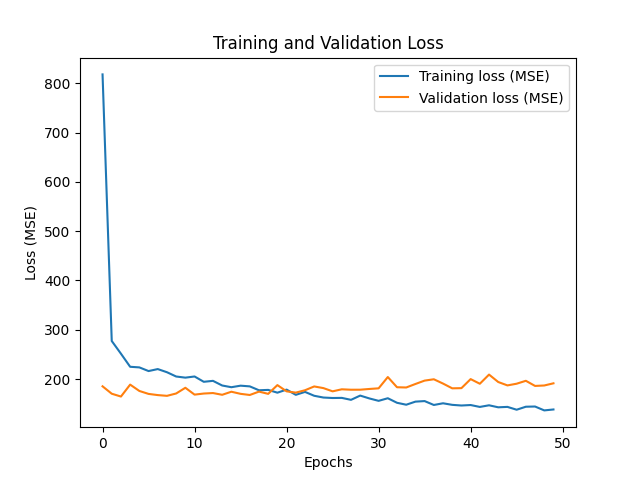 Training and Validation Loss
Training loss (MSE)
Validation loss (MSE)
800
700
600
500
400
300
200
Loss (MSE)
0 10 20 30 40 50
Epochs